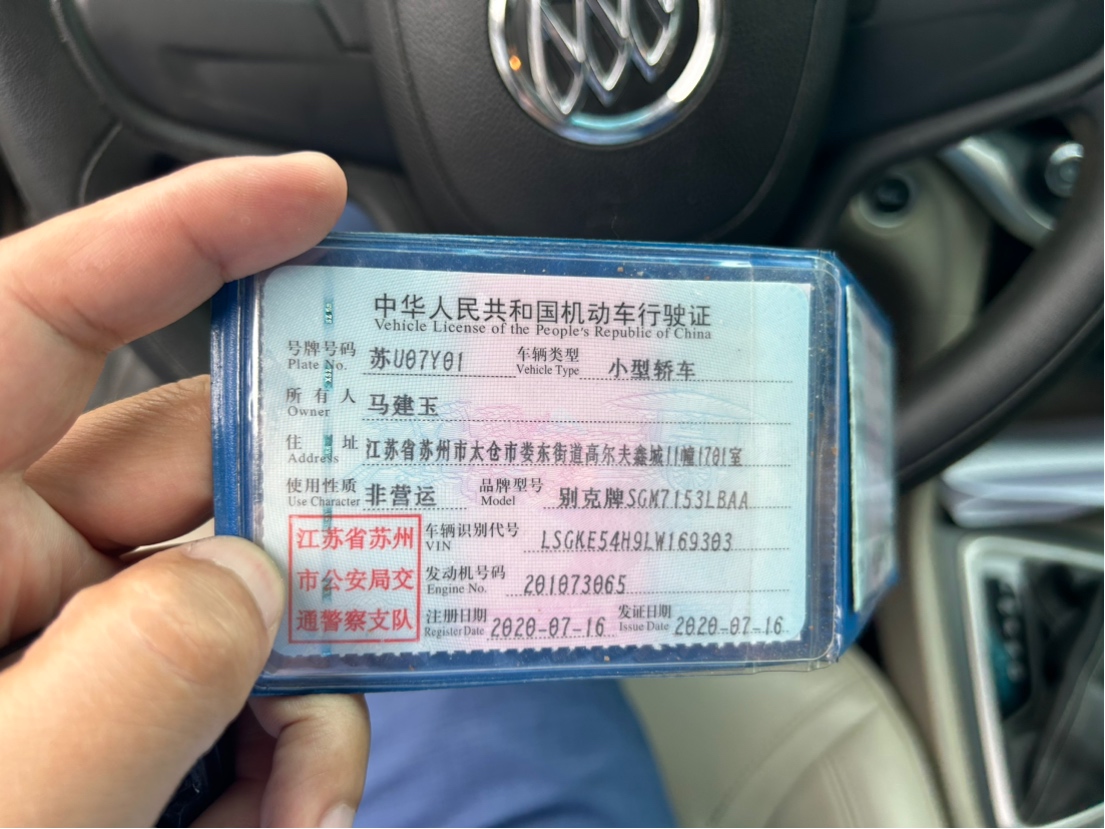 中华人民共和国机动车行驶证
Vehicle License of the People's Republic of China
号牌号码 苏U07Y01 车辆类型 小型轿车
Plate No. Vehicle Type
所有人 马建玉
Owner
住址 江苏省苏州市太仓市娄东街道高尔夫鑫城11幢1701室
Address
使用性质 非营运 品牌型号 别克牌SGM7153LBAA
Use Character Model
江苏省苏州 车辆识别代号 LSGKE54H9LW169303
VIN
市公安局交 发动机号码 201073065
Engine No.
通警察支队 注册日期 2020-07-16 发证日期 2020-07-16
Register Date Issue Date